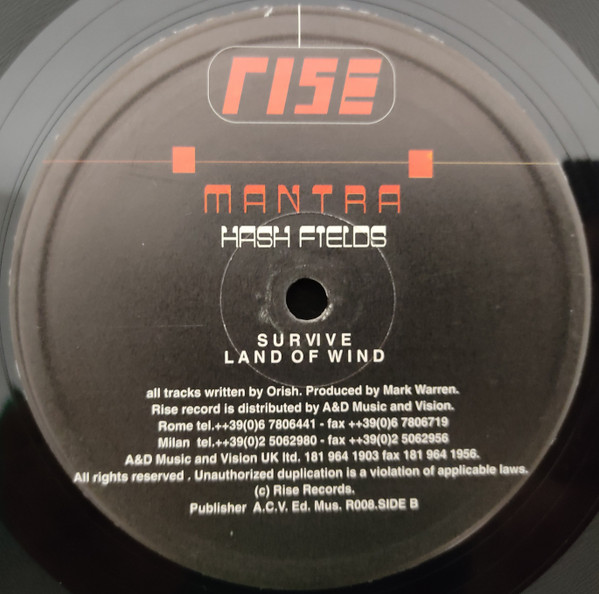 RISE
MANTRA
HASH FIELDS
SURVIVE
LAND OF WIND
all tracks written by Orish. Produced by Mark Warren.
Rise record is distributed by A&D Music and Vision.
Rome tel.++39(0)6 7806441 - fax ++39(0)6 7806719
Milan tel.++39(0)2 5062980 - fax ++39(0)2 5062956
A&D Music and Vision UK ltd. 181 964 1903 fax 181 964 1956.
All rights reserved . Unauthorized duplication is a violation of applicable laws.
(c) Rise Records.
Publisher A.C.V. Ed. Mus. R008.SIDE B